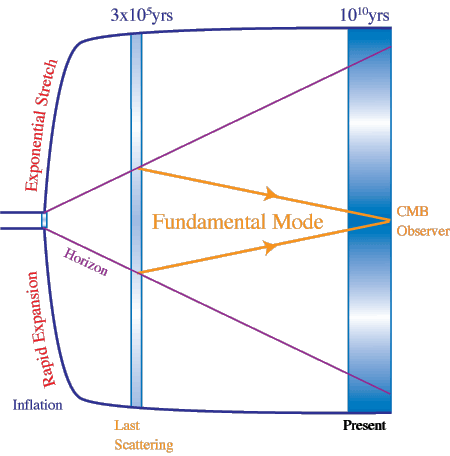 3x10⁵yrs
10¹⁰yrs
Exponential Stretch
Fundamental Mode
CMB
Observer
Horizon
Rapid Expansion
Inflation
Last
Scattering
Present